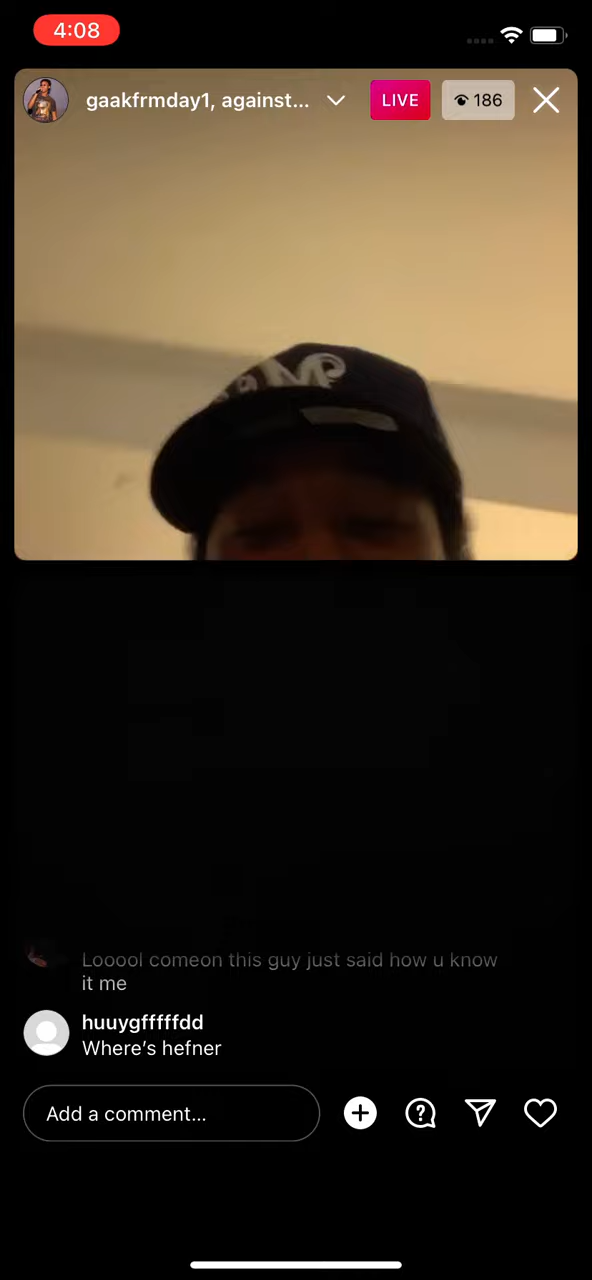 4:08
gaakfrmday1, against...
LIVE
186
Looool comeon this guy just said how u know
it me
huuygfffffdd
Where's hefner
Add a comment...